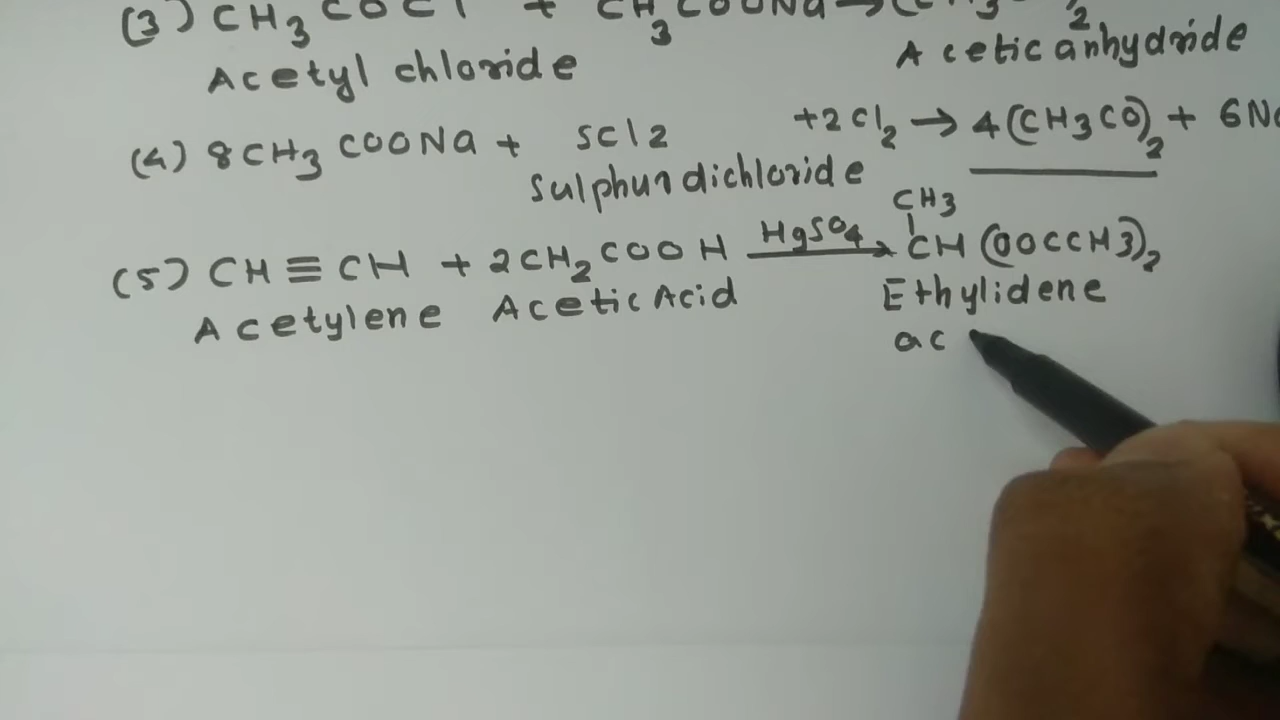 (3) CH3COCl + CH3COONa → (CH3
Acetyl chloride Acetic anhydride
(4) 8CH3COONa + SCl2 +2Cl2 → 4(CH3CO)2 + 6Na
Sulphur dichloride
CH3
(5) CH≡CH + 2CH2COOH HgSO4 → CH(OOCCH3)2
Acetylene Acetic Acid Ethylidene
ac